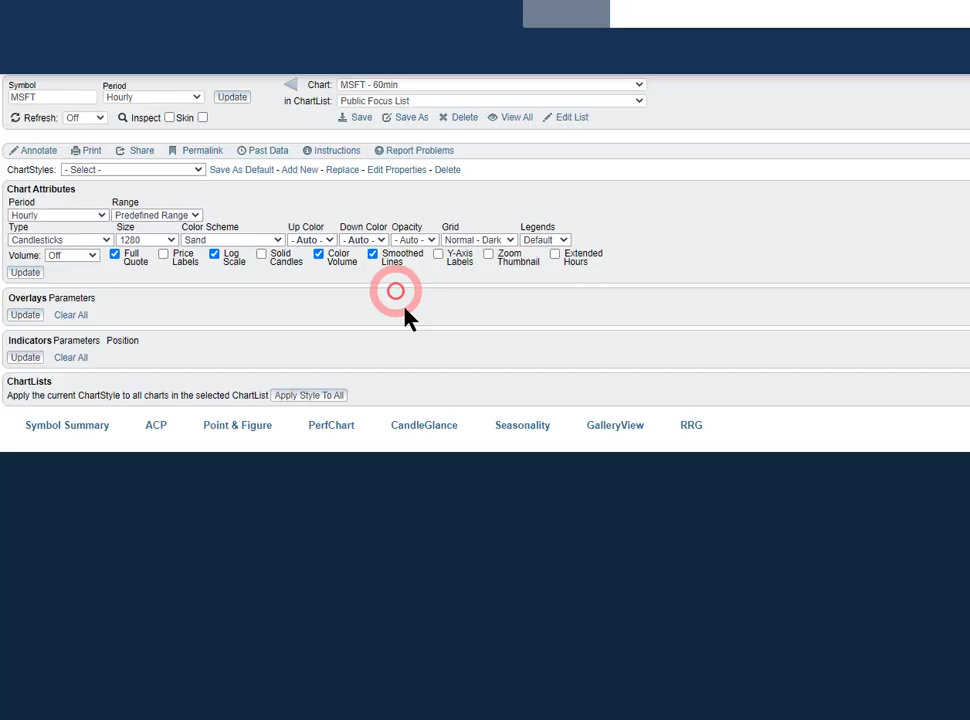 Symbol Period
MSFT Hourly Update
Chart: MSFT - 60min
in ChartList: Public Focus List
Refresh: Off Inspect Skin
Save Save As Delete View All Edit List
Annotate Print Share Permalink Past Data Instructions Report Problems
ChartStyles: - Select - Save As Default - Add New - Replace - Edit Properties - Delete
Chart Attributes
Period Range
Hourly Predefined Range
Type Size Color Scheme Up Color Down Color Opacity Grid Legends
Candlesticks 1280 Sand - Auto - - Auto - - Auto - Normal - Dark Default
Volume: Off Full Quote Price Labels Log Scale Solid Candles Color Volume Smoothed Lines Y-Axis Labels Zoom Thumbnail Extended Hours
Update
Overlays Parameters
Update Clear All
Indicators Parameters Position
Update Clear All
ChartLists
Apply the current ChartStyle to all charts in the selected ChartList Apply Style To All
Symbol Summary ACP Point & Figure PerfChart CandleGlance Seasonality GalleryView RRG